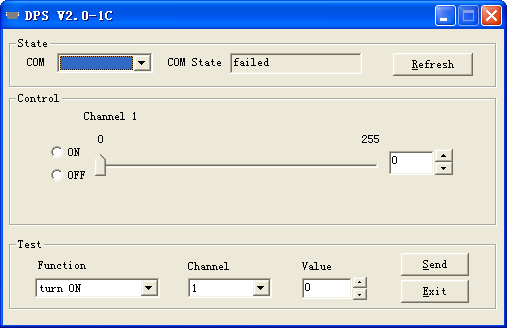 DPS V2.0-1C
State
COM
COM State failed Refresh
Control
Channel 1
0 255
ON
0
OFF
Test
Function Channel Value Send
turn ON 1 0 Exit